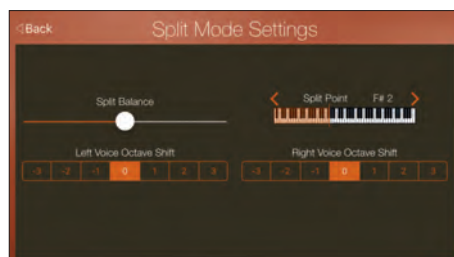 Back
Split Mode Settings
Split Balance
Split Point F# 2
Left Voice Octave Shift
-3 -2 -1 0 1 2 3
Right Voice Octave Shift
-3 -2 -1 0 1 2 3